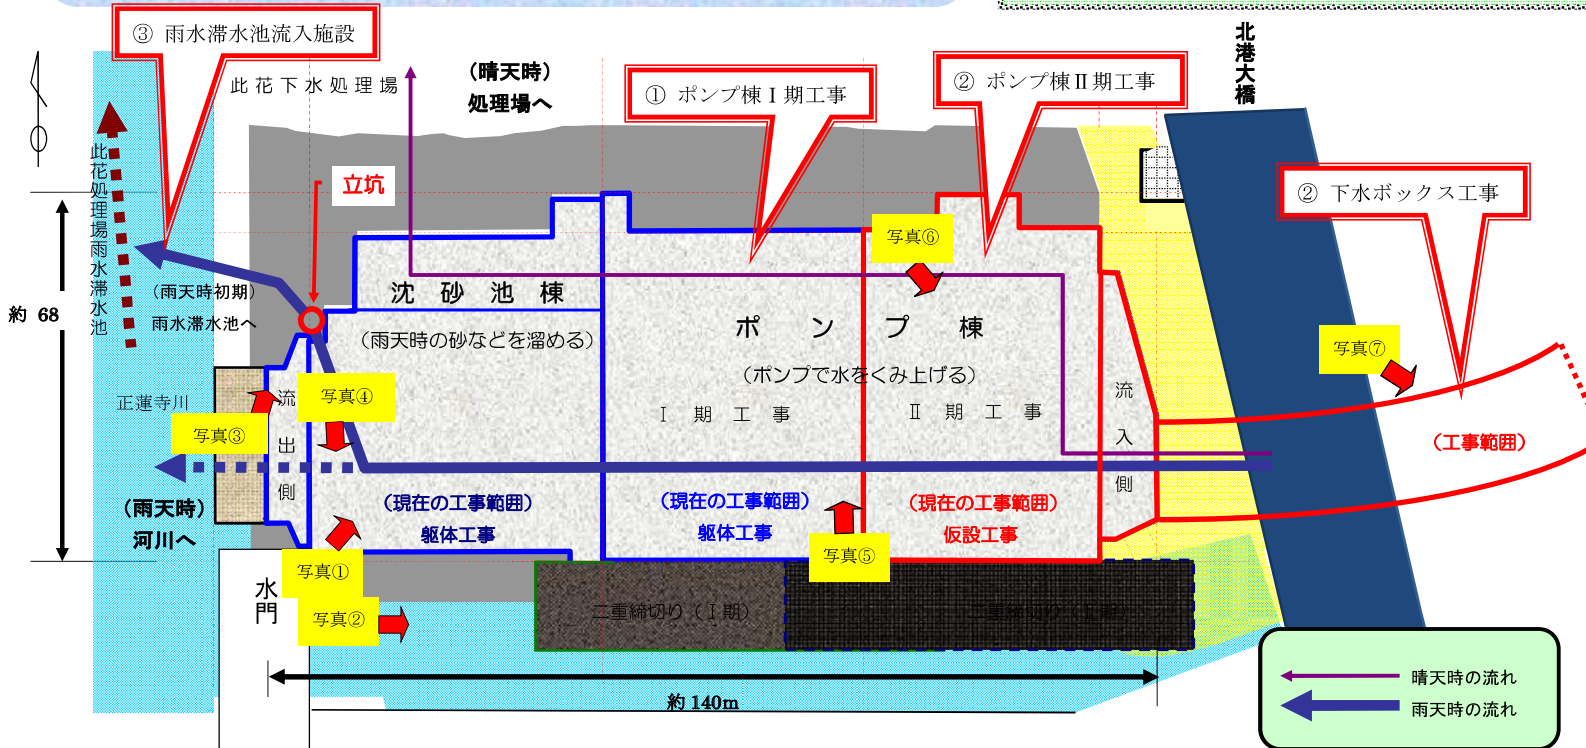 ③ 雨水滞水池流入施設
此花下水処理場
(晴天時)
処理場へ
① ポンプ棟Ⅰ期工事
② ポンプ棟Ⅱ期工事
北港大橋
② 下水ボックス工事
此花処理場雨水滞水池
立坑
写真⑥
約 68
(雨天時初期)
雨水滞水池へ
沈砂池棟
(雨天時の砂などを溜める)
ポンプ棟
(ポンプで水をくみ上げる)
Ⅰ期工事
Ⅱ期工事
流入側
写真⑦
(工事範囲)
正蓮寺川
流出側
写真④
写真③
(雨天時)
河川へ
(現在の工事範囲)
躯体工事
(現在の工事範囲)
躯体工事
(現在の工事範囲)
仮設工事
写真①
写真⑤
水門
写真②
二重締切り(Ⅰ期)
二重締切り(Ⅱ期)
約 140m
晴天時の流れ
雨天時の流れ